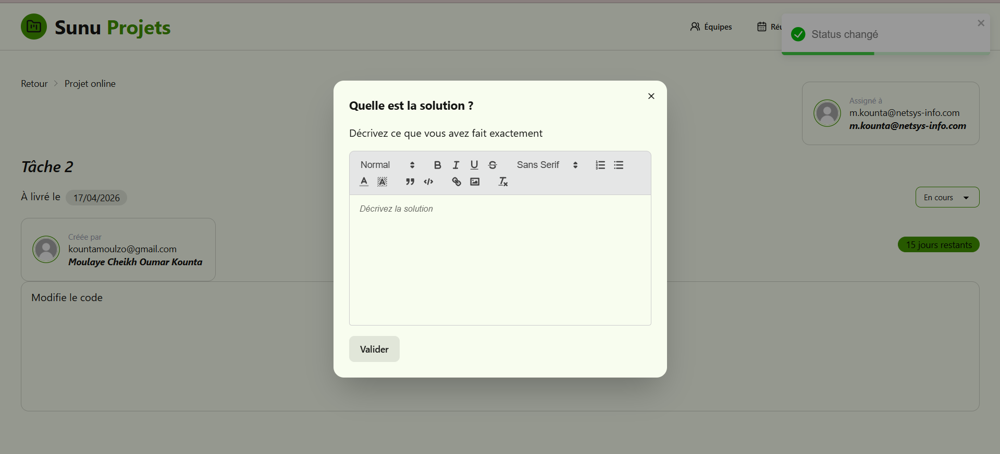 Sunu Projets
Équipes
Ré
Status changé
Retour
Projet online
Assigné à
m.kounta@netsys-info.com
m.kounta@netsys-info.com
Quelle est la solution ?
Décrivez ce que vous avez fait exactement
Normal
Sans Serif
Décrivez la solution
Valider
Tâche 2
À livré le
17/04/2026
En cours
Créée par
kountamoulzo@gmail.com
Moulaye Cheikh Oumar Kounta
15 jours restants
Modifie le code